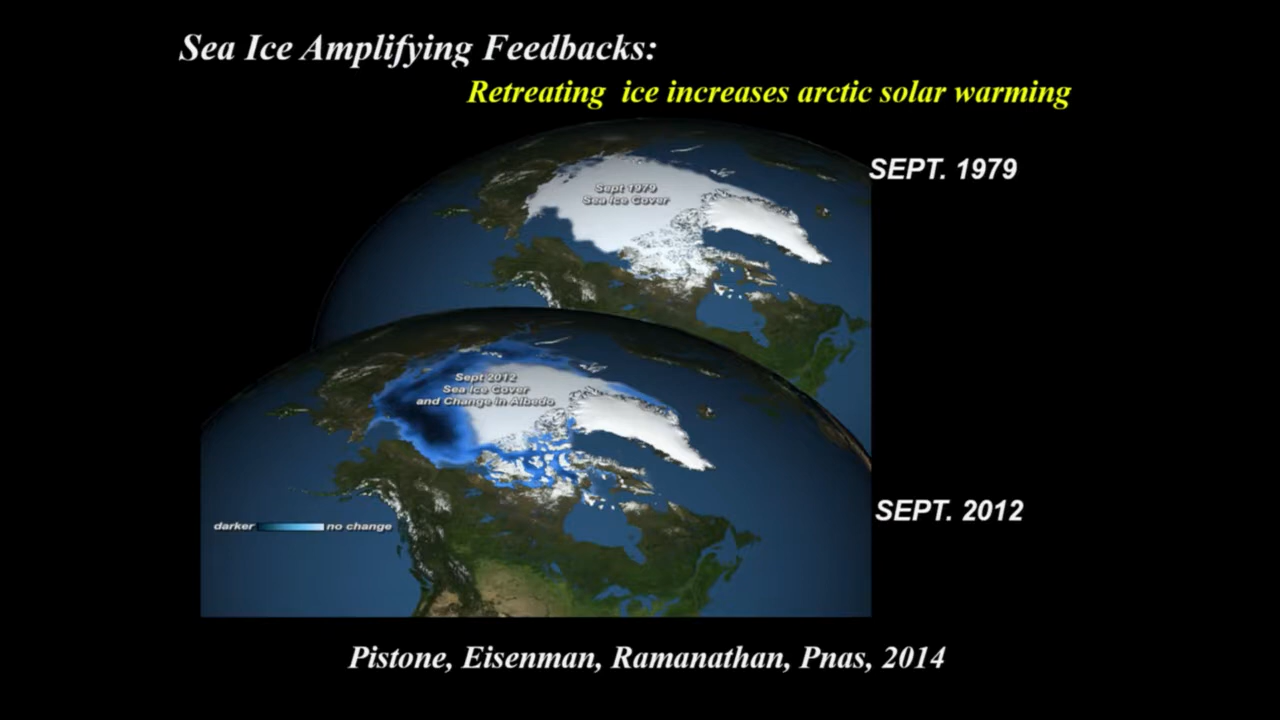 Sea Ice Amplifying Feedbacks:
Retreating ice increases arctic solar warming
SEPT. 1979
Sept 1979
Sea Ice Cover
Sept 2012
Sea Ice Cover
and Change in Albedo
SEPT. 2012
darker no change
Pistone, Eisenman, Ramanathan, Pnas, 2014